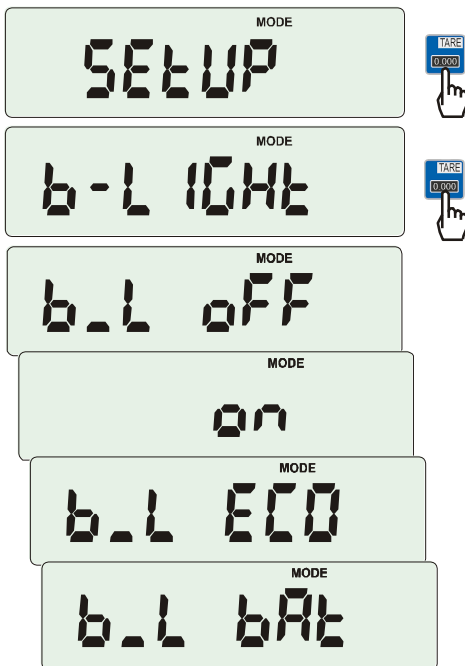 MODE
SEtUP
TARE
0.000
MODE
b-LIGHt
TARE
0.000
MODE
b_L oFF
MODE
on
MODE
b_L ECO
MODE
b_L bAt